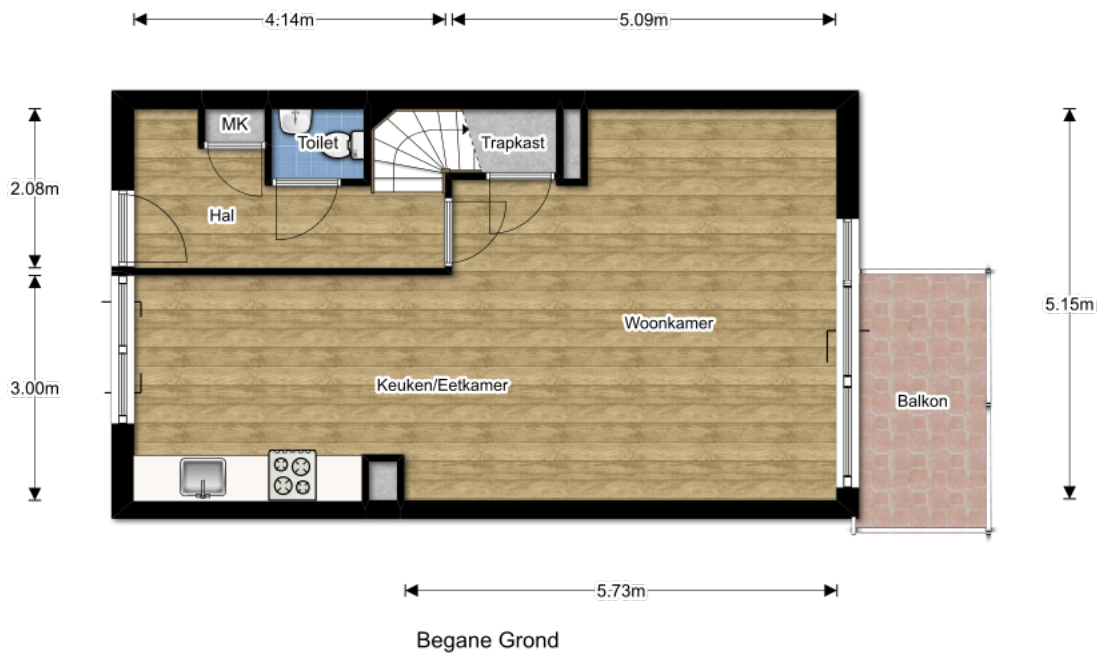 4.14m
5.09m
MK
Toilet
Trapkast
2.08m
Hal
5.15m
Woonkamer
3.00m
Keuken/Eetkamer
Balkon
5.73m
Begane Grond